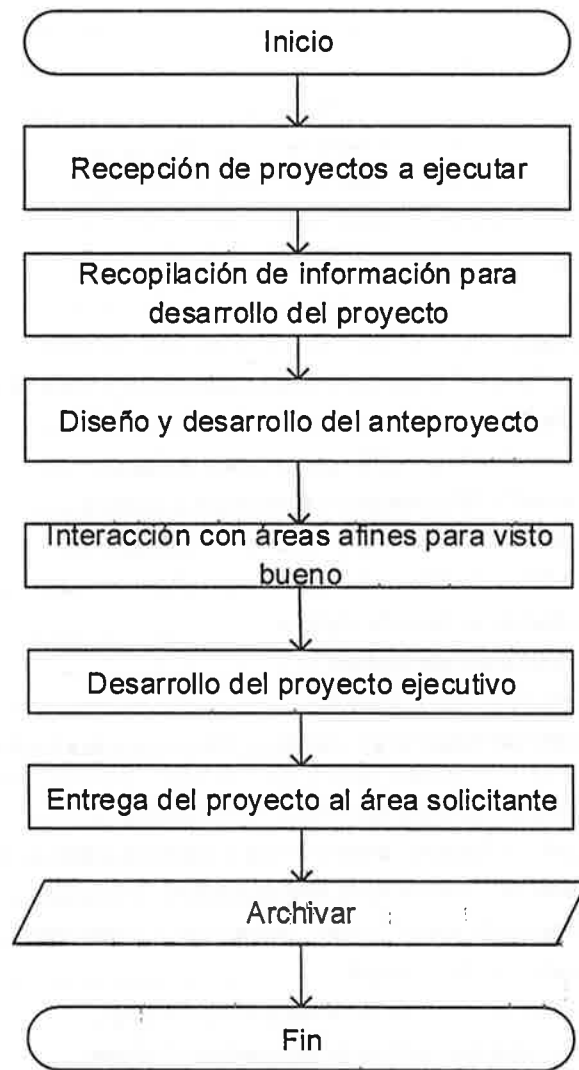 Inicio
Recepción de proyectos a ejecutar
Recopilación de información para
desarrollo del proyecto
Diseño y desarrollo del anteproyecto
Interacción con áreas afines para visto
bueno
Desarrollo del proyecto ejecutivo
Entrega del proyecto al área solicitante
Archivar
Fin